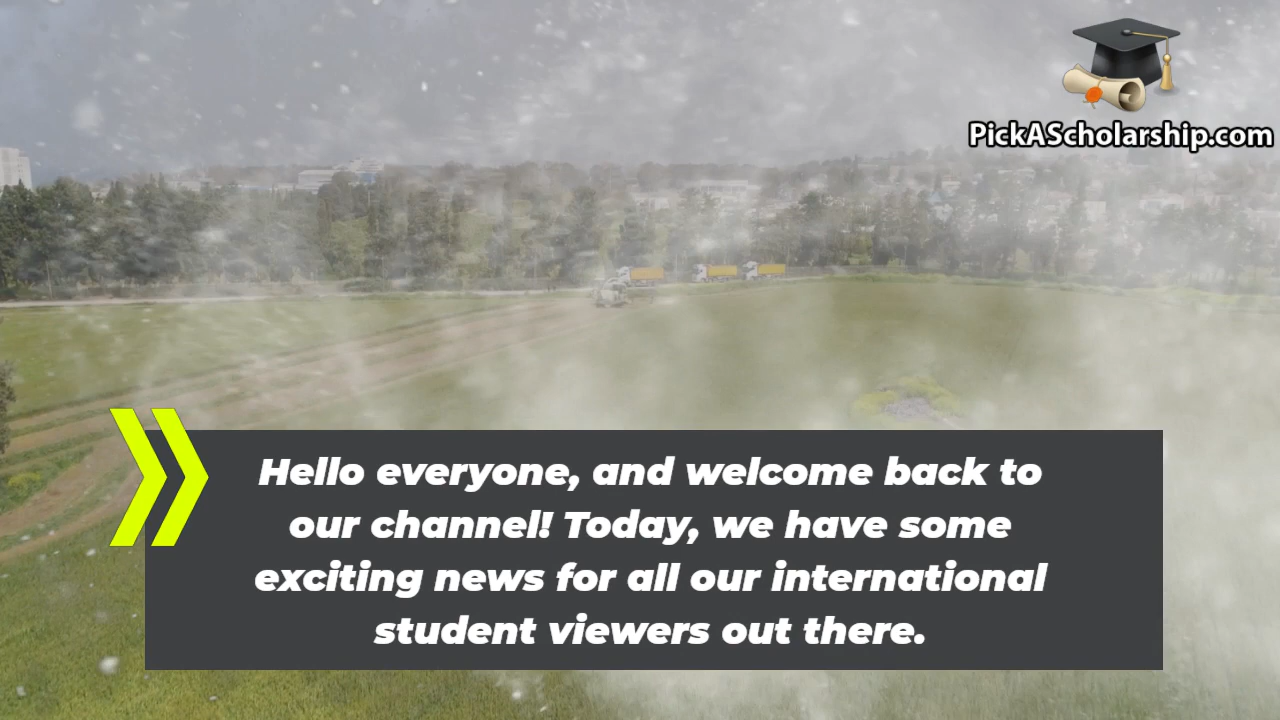 PickAScholarship.com
Hello everyone, and welcome back to
our channel! Today, we have some
exciting news for all our international
student viewers out there.